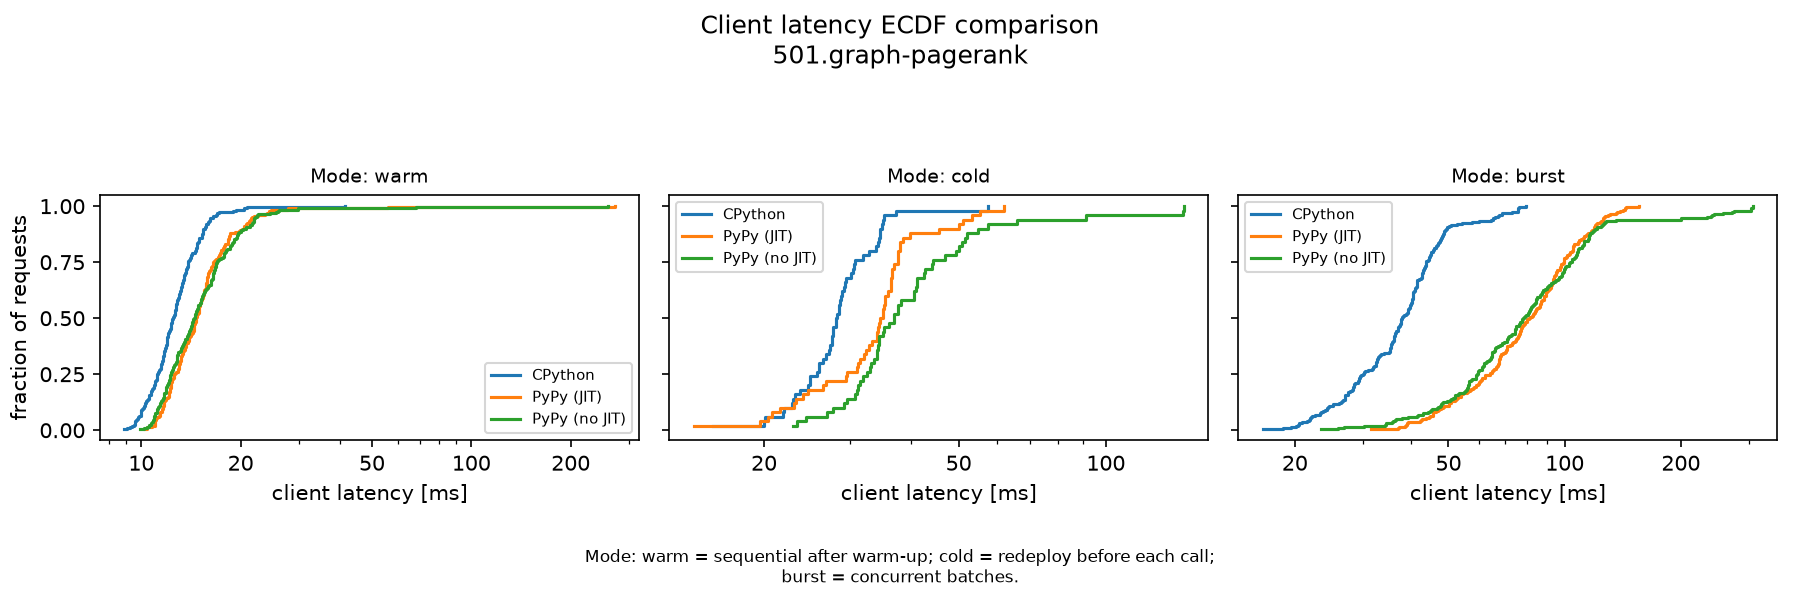 Client latency ECDF comparison
501.graph-pagerank
Mode: warm
fraction of requests
1.00
0.75
0.50
0.25
0.00
CPython
PyPy (JIT)
PyPy (no JIT)
10 20 50 100 200
client latency [ms]
Mode: cold
CPython
PyPy (JIT)
PyPy (no JIT)
20 50 100
client latency [ms]
Mode: burst
CPython
PyPy (JIT)
PyPy (no JIT)
20 50 100 200
client latency [ms]
Mode: warm = sequential after warm-up; cold = redeploy before each call;
burst = concurrent batches.